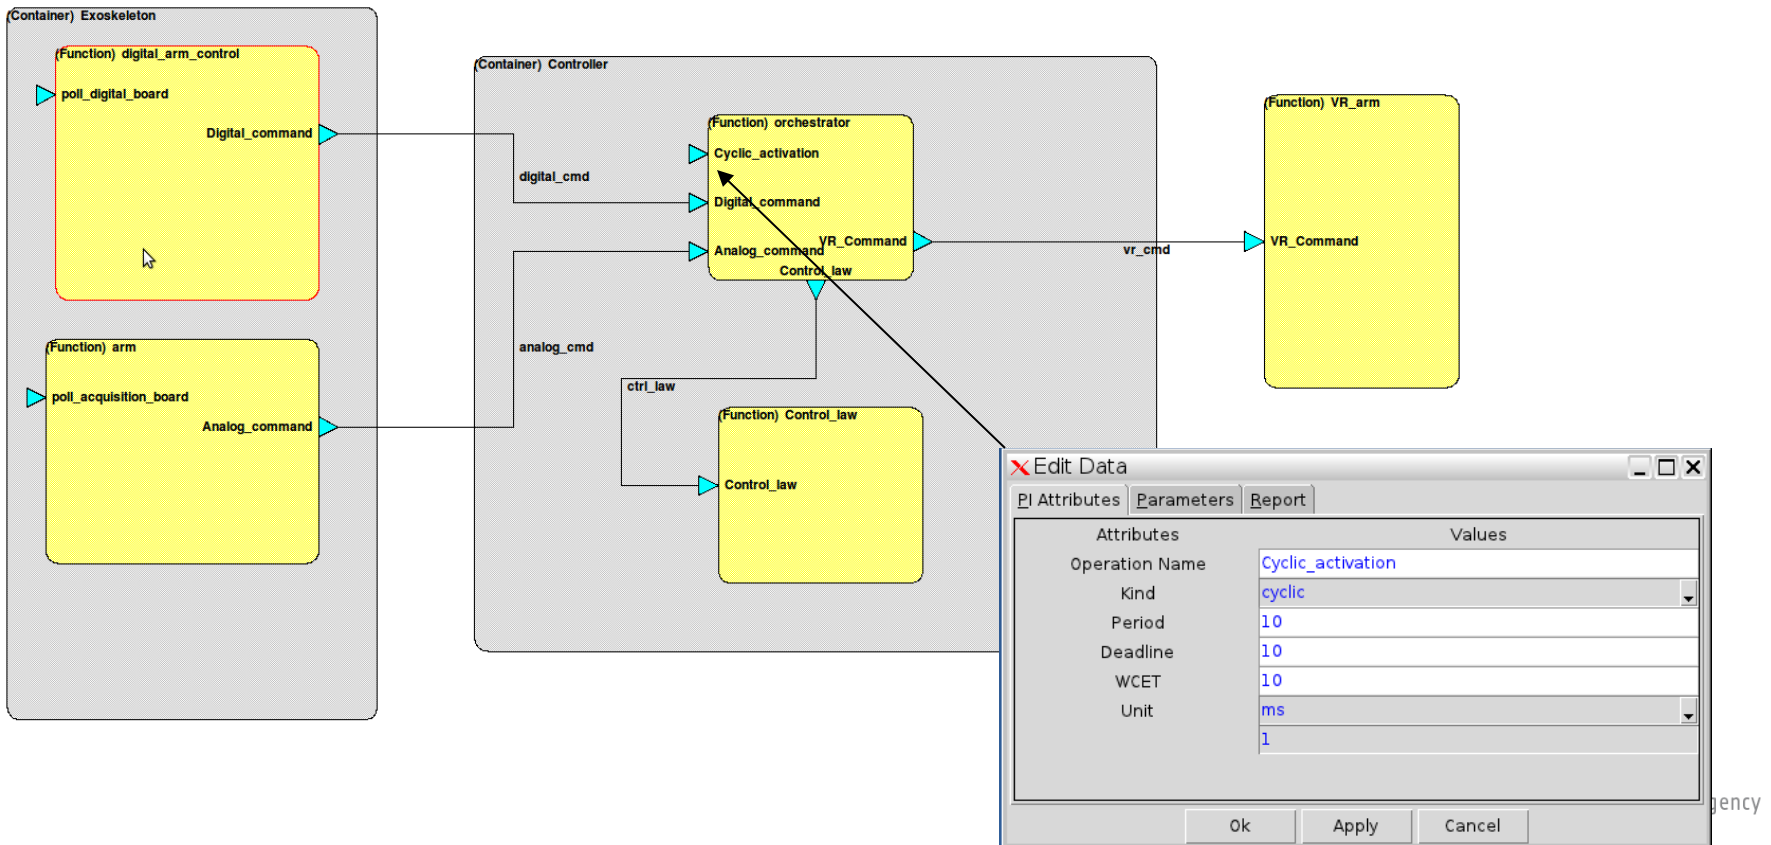 (Container) Exoskeleton
(Function) digital_arm_control
poll_digital_board
Digital_command
(Function) arm
poll_acquisition_board
Analog_command
digital_cmd
analog_cmd
(Container) Controller
(Function) orchestrator
Cyclic_activation
Digital_command
Analog_command
VR_Command
Control_law
ctrl_law
(Function) Control_law
Control_law
vr_cmd
(Function) VR_arm
VR_Command
Edit Data
PI Attributes Parameters Report
Attributes Values
Operation Name Cyclic_activation
Kind cyclic
Period 10
Deadline 10
WCET 10
Unit ms
1
Ok Apply Cancel
gency